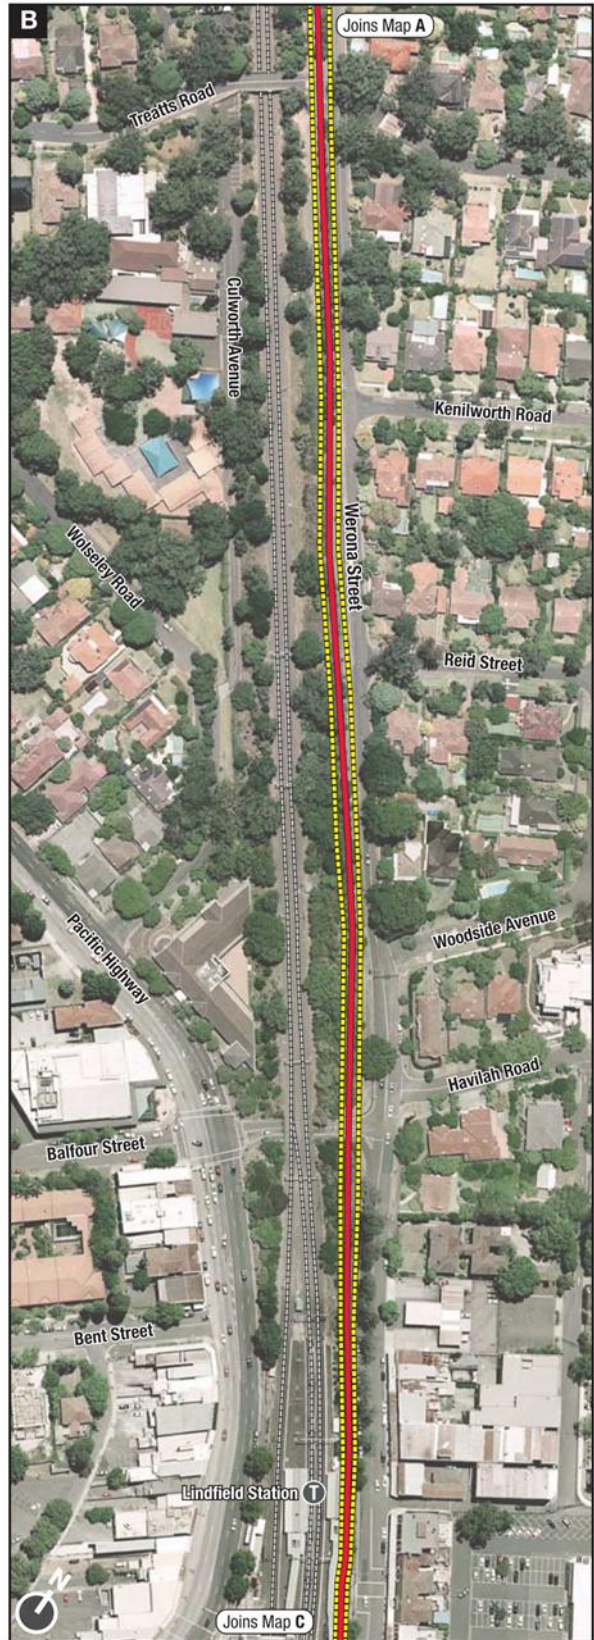 B
Joins Map A
Treatts Road
Culworth Avenue
Kenilworth Road
Werona Street
Wolseley Road
Reid Street
Woodside Avenue
Pacific Highway
Havilah Road
Balfour Street
Bent Street
Lindfield Station T
N
Joins Map C